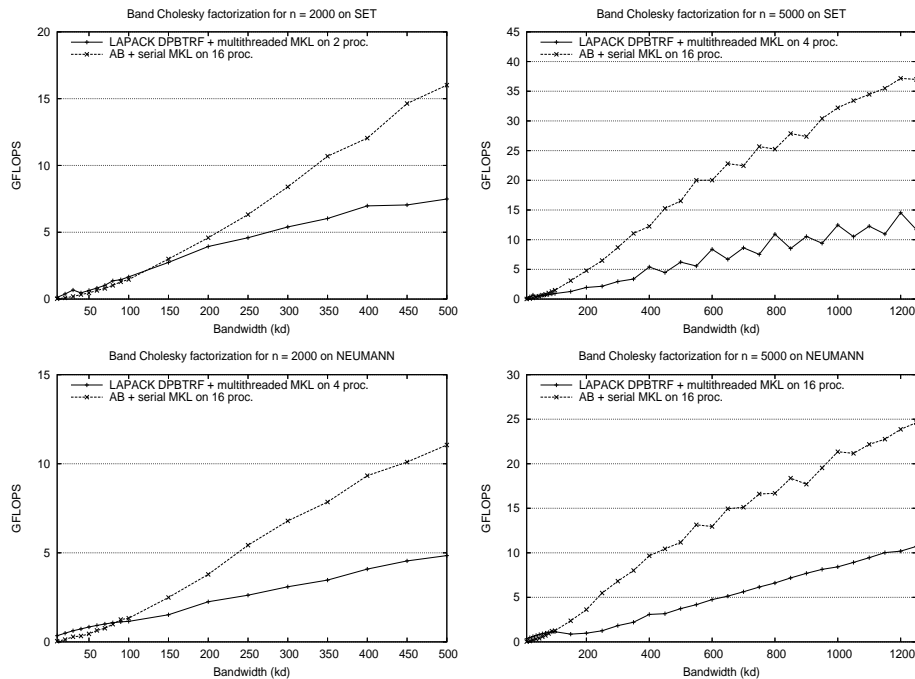 Band Cholesky factorization for n = 2000 on SET
LAPACK DPBTRF + multithreaded MKL on 2 proc.
AB + serial MKL on 16 proc.
GFLOPS
20
15
10
5
0
50 100 150 200 250 300 350 400 450 500
Bandwidth (kd)
Band Cholesky factorization for n = 5000 on SET
LAPACK DPBTRF + multithreaded MKL on 4 proc.
AB + serial MKL on 16 proc.
GFLOPS
45
40
35
30
25
20
15
10
5
0
200 400 600 800 1000 1200
Bandwidth (kd)
Band Cholesky factorization for n = 2000 on NEUMANN
LAPACK DPBTRF + multithreaded MKL on 4 proc.
AB + serial MKL on 16 proc.
GFLOPS
15
10
5
0
50 100 150 200 250 300 350 400 450 500
Bandwidth (kd)
Band Cholesky factorization for n = 5000 on NEUMANN
LAPACK DPBTRF + multithreaded MKL on 16 proc.
AB + serial MKL on 16 proc.
GFLOPS
30
25
20
15
10
5
0
200 400 600 800 1000 1200
Bandwidth (kd)